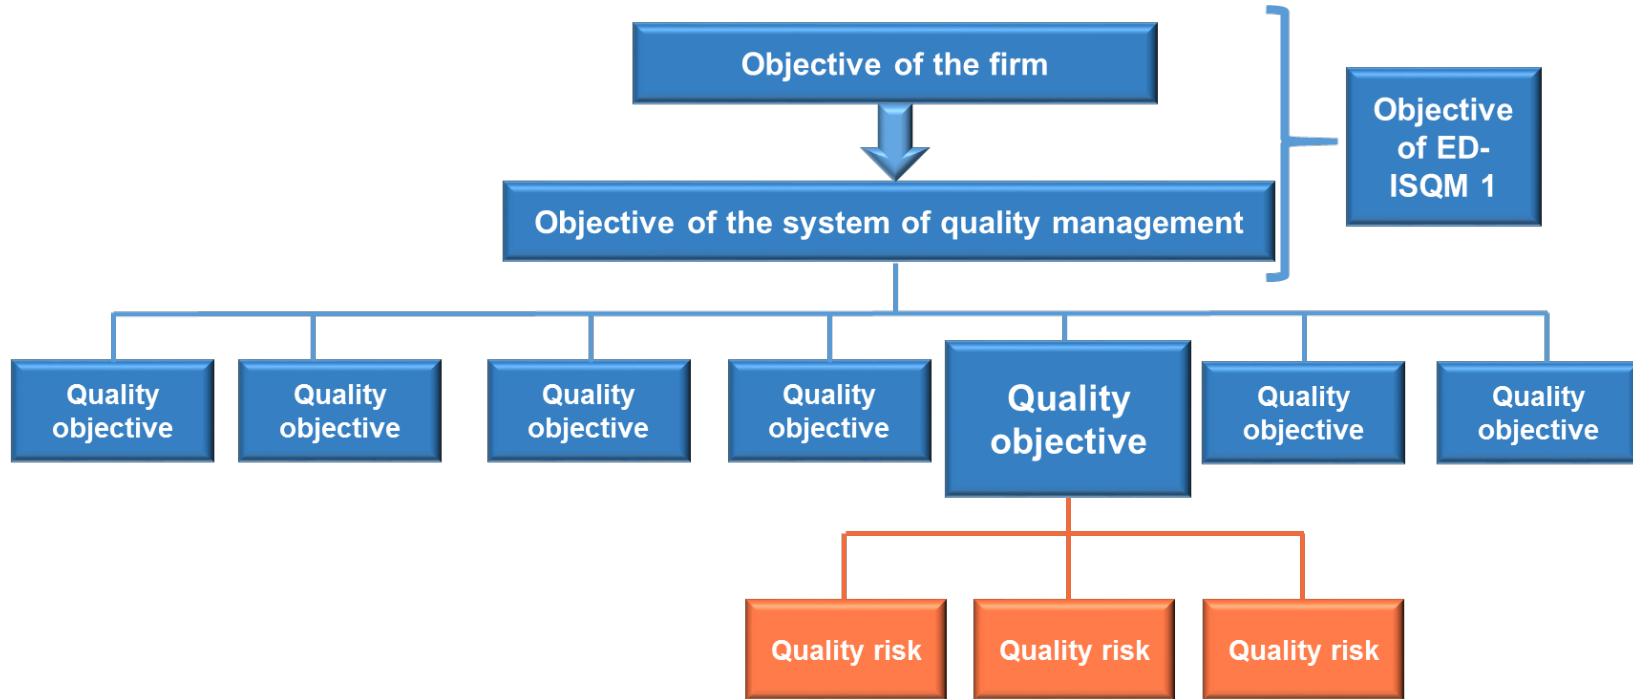 Objective of the firm
Objective
of ED-
ISQM 1
Objective of the system of quality management
Quality
objective
Quality
objective
Quality
objective
Quality
objective
Quality
objective
Quality
objective
Quality
objective
Quality risk
Quality risk
Quality risk